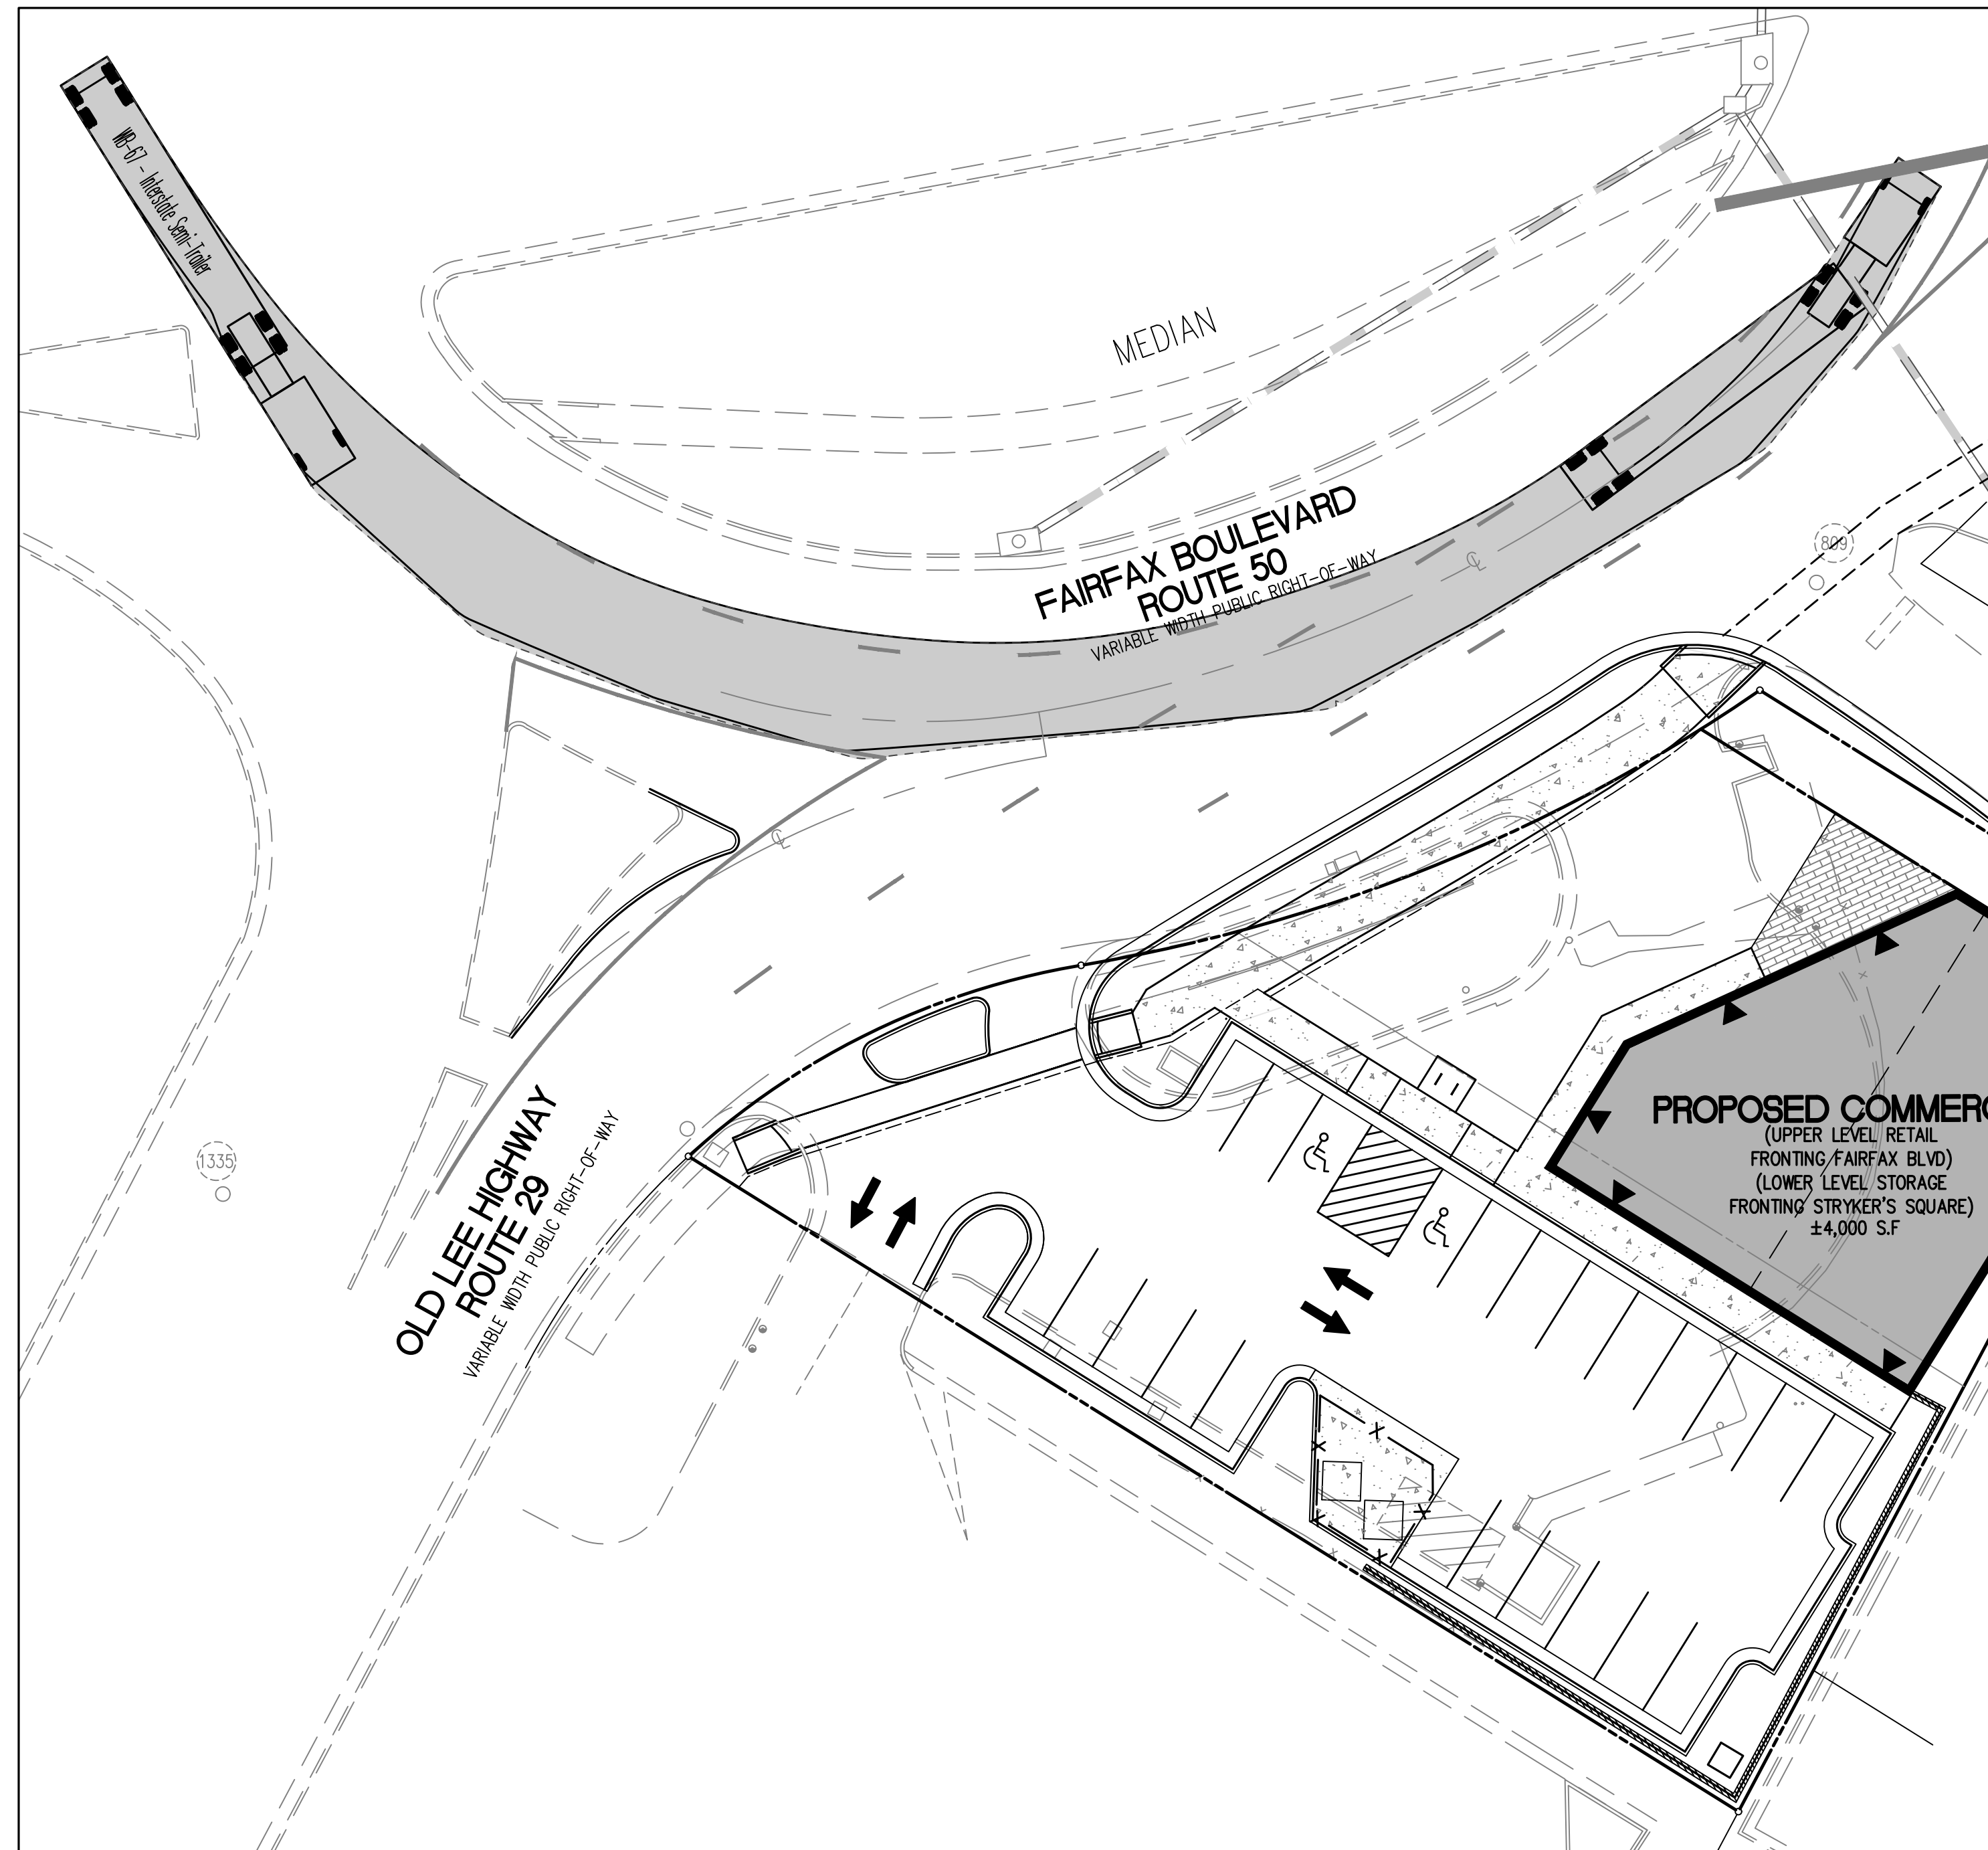 WB-67 - Interstate Semi-Trailer
MEDIAN
FAIRFAX BOULEVARD
ROUTE 50
VARIABLE WIDTH PUBLIC RIGHT-OF-WAY
CL
809
CL
PROPOSED COMMERC
(UPPER LEVEL RETAIL
FRONTING FAIRFAX BLVD)
(LOWER LEVEL STORAGE
FRONTING STRYKER'S SQUARE)
±4,000 S.F
1335
OLD LEE HIGHWAY
ROUTE 29
VARIABLE WIDTH PUBLIC RIGHT-OF-WAY